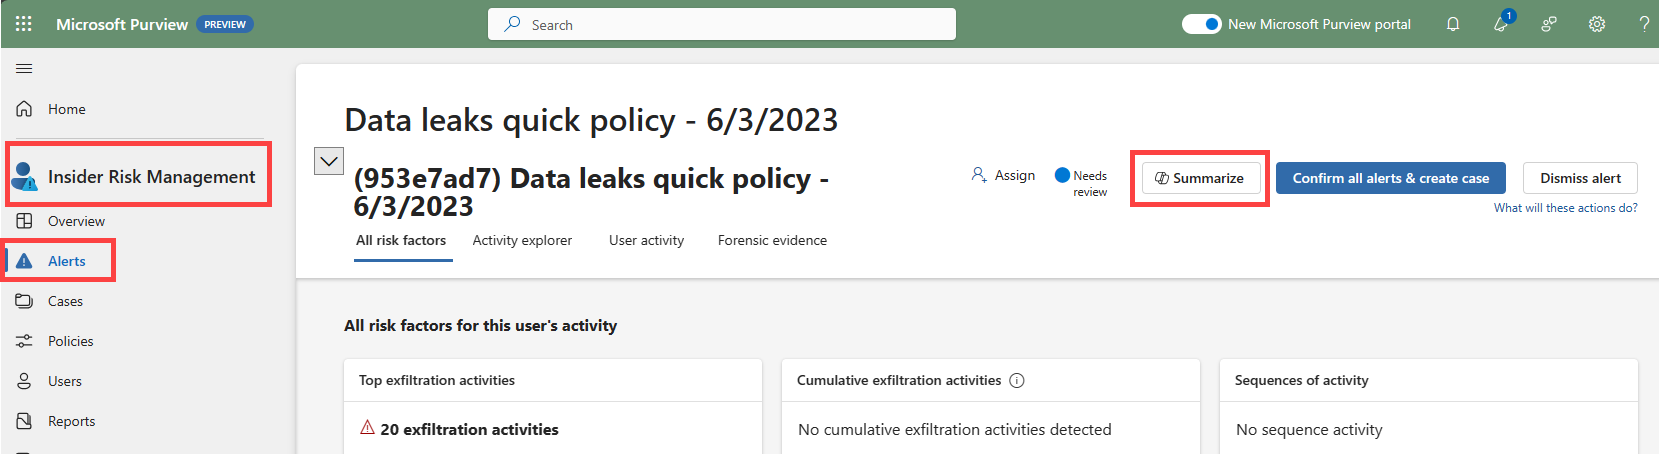 Microsoft Purview PREVIEW
Search
New Microsoft Purview portal
1
?
Home
Insider Risk Management
Overview
Alerts
Cases
Policies
Users
Reports
Data leaks quick policy - 6/3/2023
(953e7ad7) Data leaks quick policy -
6/3/2023
Assign
Needs
review
Summarize
Confirm all alerts & create case
Dismiss alert
What will these actions do?
All risk factors
Activity explorer
User activity
Forensic evidence
All risk factors for this user's activity
Top exfiltration activities
20 exfiltration activities
Cumulative exfiltration activities
No cumulative exfiltration activities detected
Sequences of activity
No sequence activity